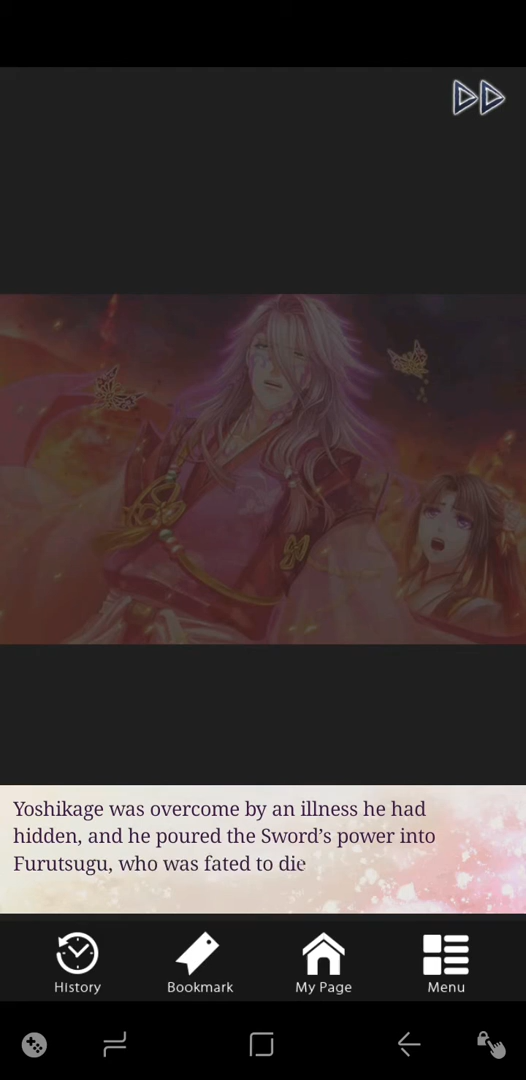 Yoshikage was overcome by an illness he had
hidden, and he poured the Sword’s power into
Furutsugu, who was fated to die
History
Bookmark
My Page
Menu